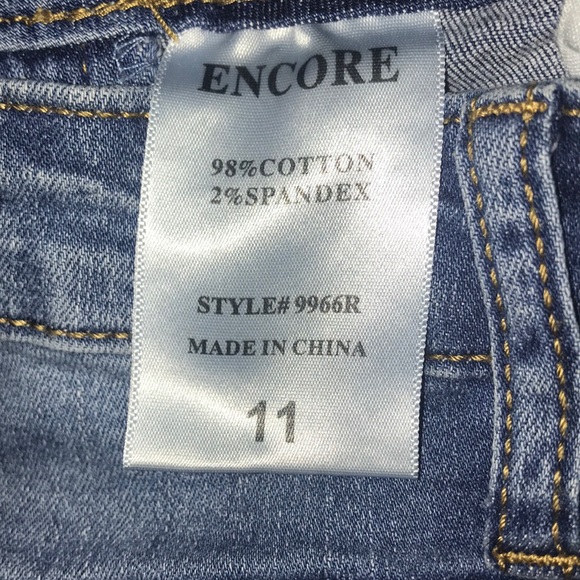 ENCORE
98%COTTON
2%SPANDEX
STYLE# 9966R
MADE IN CHINA
11